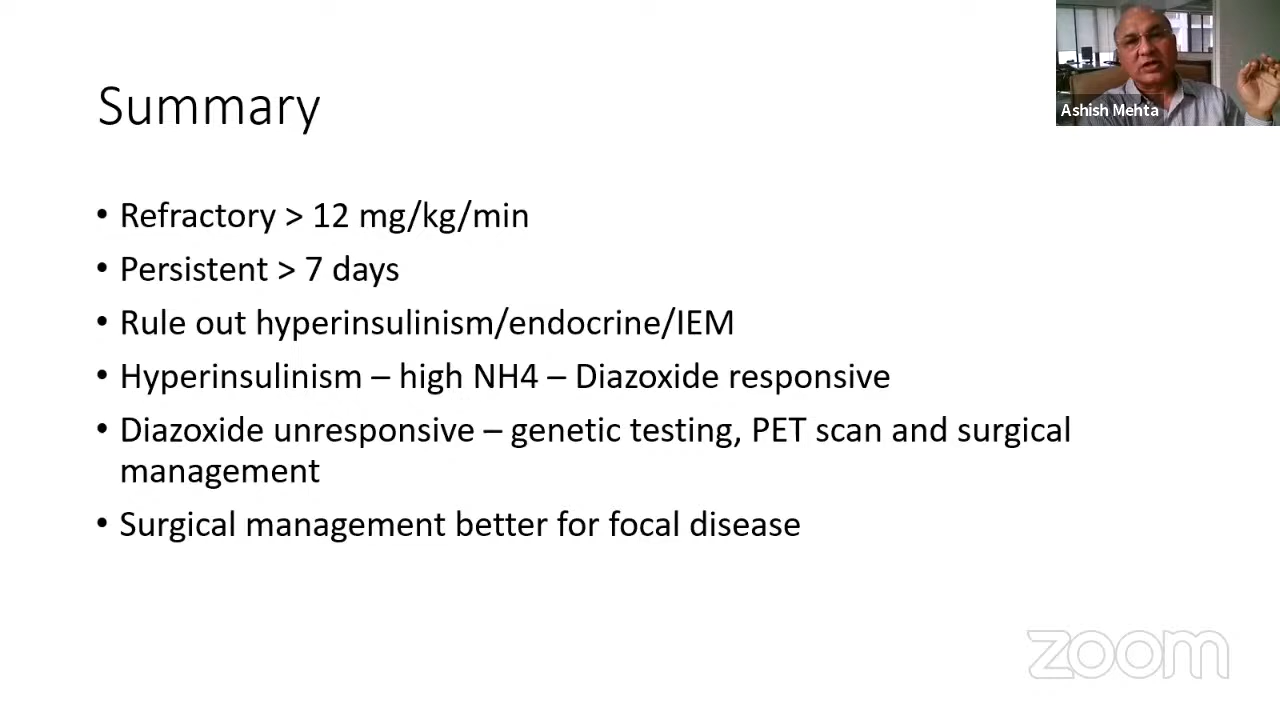 Ashish Mehta
Summary
• Refractory > 12 mg/kg/min
• Persistent > 7 days
• Rule out hyperinsulinism/endocrine/IEM
• Hyperinsulinism – high NH4 – Diazoxide responsive
• Diazoxide unresponsive – genetic testing, PET scan and surgical
management
• Surgical management better for focal disease
zoom